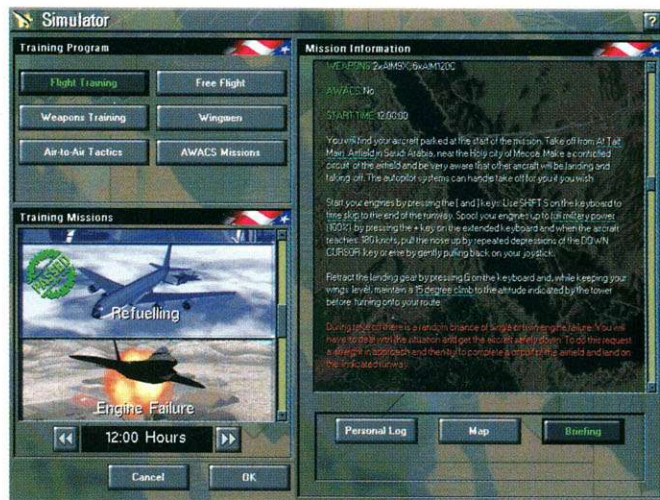 Simulator
?
Training Program
Flight Training
Free Flight
Weapons Training
Wingmen
Air-to-Air Tactics
AWACS Missions
Training Missions
PASSED
Refuelling
Engine Failure
12:00 Hours
Cancel
OK
Mission Information
WEAPONS: 2xAIM9X, 6xAIM120C
AWACS: No
START TIME: 12:00:00
You will find your aircraft parked at the start of the mission. Take off from At Tait
Main Airfield in Saudi Arabia, near the Holy city of Mecca. Make a controlled
circuit of the airfield and be very aware that other aircraft will be landing and
taking off. The autopilot systems can handle take off for you if you wish.
Start your engines by pressing the [ and ] keys. Use SHIFT S on the keyboard to
time skip to the end of the runway. Spool your engines up to full military power
(100%) by pressing the + key on the extended keyboard and when the aircraft
teaches 180 knots, pull the nose up by repeated depressions of the DOWN
CURSOR key or else by gently pulling back on your joystick.
Retract the landing gear by pressing G on the keyboard and, while keeping your
wings level, maintain a 15 degree climb to the altitude indicated by the tower
before turning onto your route.
During take off there is a random chance of single or twin engine failure. You will
have to deal with the situation and get the aircraft safely down. To do this request
a straight in approach and then try to complete a circuit of the airfield and land on
the indicated runway.
Personal Log
Map
Briefing